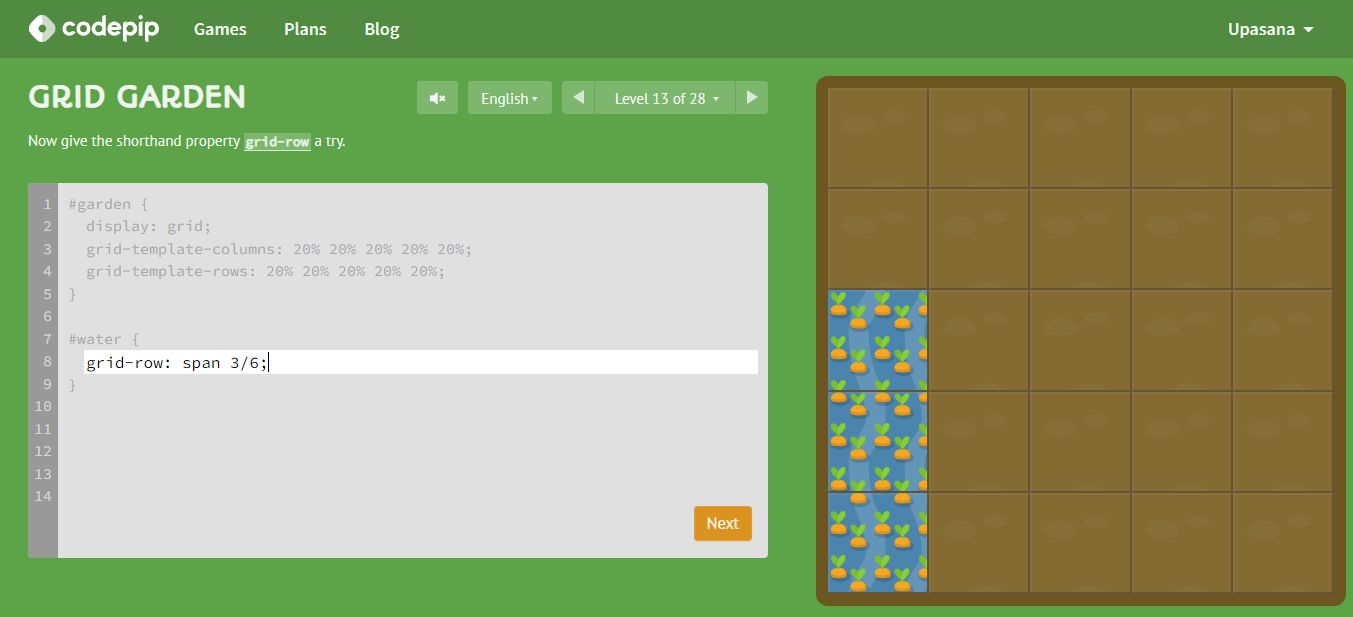 codepip Games Plans Blog Upasana
GRID GARDEN English Level 13 of 28
Now give the shorthand property grid-row a try.
1 #garden {
2 display: grid;
3 grid-template-columns: 20% 20% 20% 20% 20%;
4 grid-template-rows: 20% 20% 20% 20% 20%;
5 }
6
7 #water {
8 grid-row: span 3/6;
9 }
10
11
12
13
14
Next